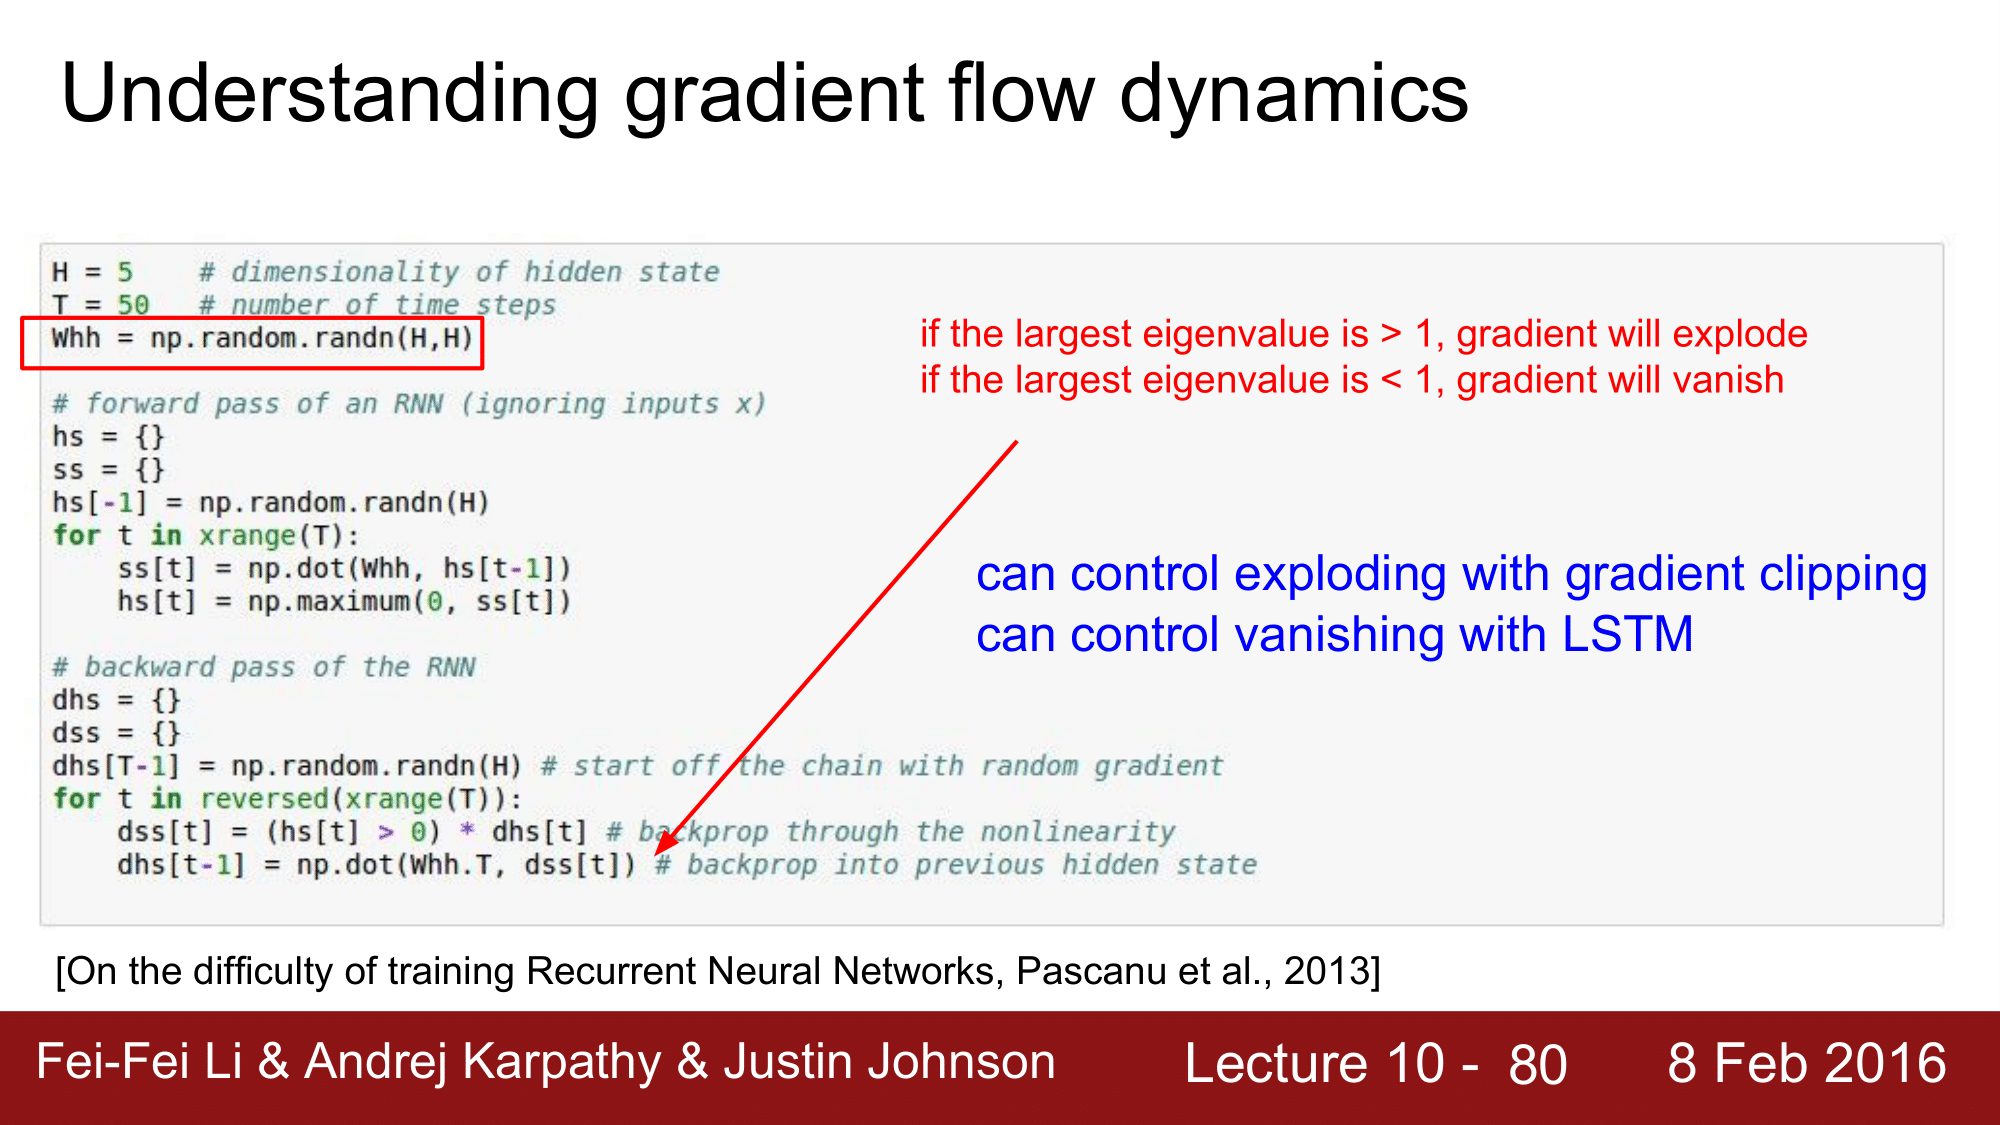 Understanding gradient flow dynamics
H = 5    # dimensionality of hidden state
T = 50   # number of time steps
Whh = np.random.randn(H,H)
if the largest eigenvalue is > 1, gradient will explode
if the largest eigenvalue is < 1, gradient will vanish
# forward pass of an RNN (ignoring inputs x)
hs = {}
ss = {}
hs[-1] = np.random.randn(H)
for t in xrange(T):
    ss[t] = np.dot(Whh, hs[t-1])
    hs[t] = np.maximum(0, ss[t])
can control exploding with gradient clipping
can control vanishing with LSTM
# backward pass of the RNN
dhs = {}
dss = {}
dhs[T-1] = np.random.randn(H) # start off the chain with random gradient
for t in reversed(xrange(T)):
    dss[t] = (hs[t] > 0) * dhs[t] # backprop through the nonlinearity
    dhs[t-1] = np.dot(Whh.T, dss[t]) # backprop into previous hidden state
[On the difficulty of training Recurrent Neural Networks, Pascanu et al., 2013]
Fei-Fei Li & Andrej Karpathy & Justin Johnson    Lecture 10 - 80    8 Feb 2016